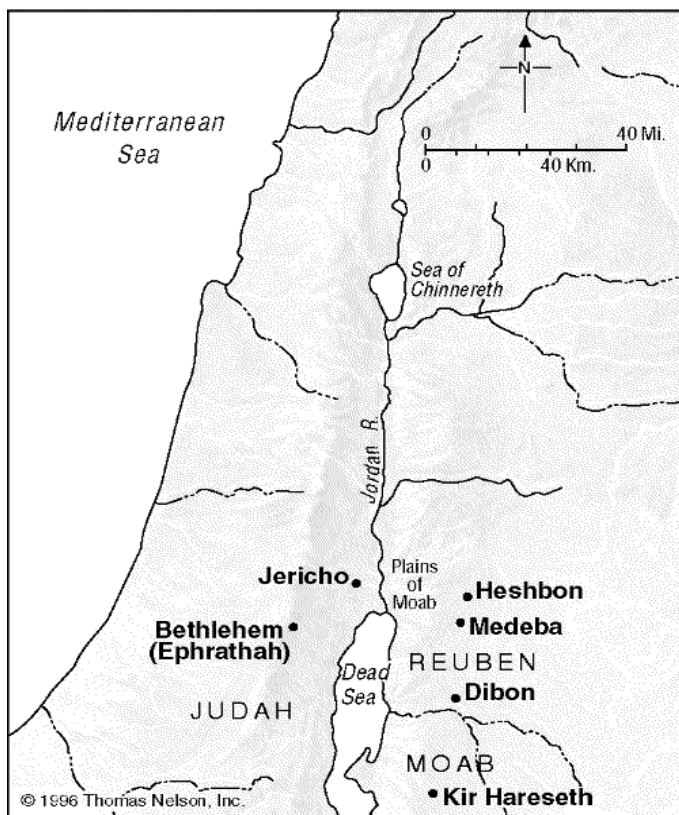 Mediterranean
Sea
N
0 40 Mi.
0 40 Km.
Sea of
Chinnereth
Jordan R.
Jericho
Plains
of
Moab
Heshbon
Medeba
Bethlehem
(Ephrathah)
REUBEN
Dead
Sea
Dibon
JUDAH
MOAB
Kir Hareseth
© 1996 Thomas Nelson, Inc.